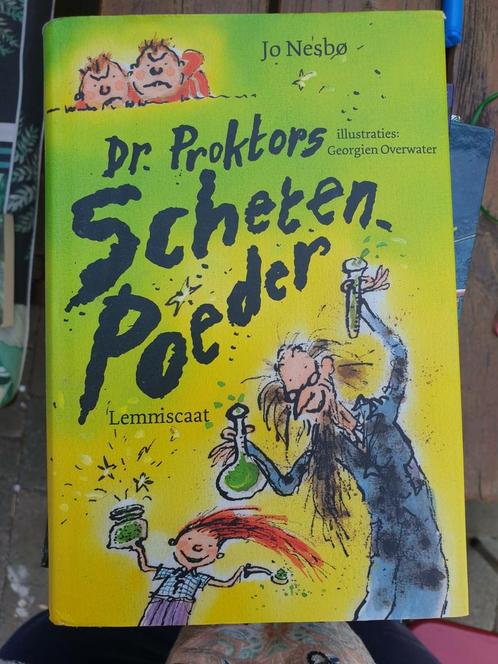 Jo Nesbø
illustraties:
Georgien Overwater
Dr. Proktors
Scheten-
Poeder
Lemniscaat